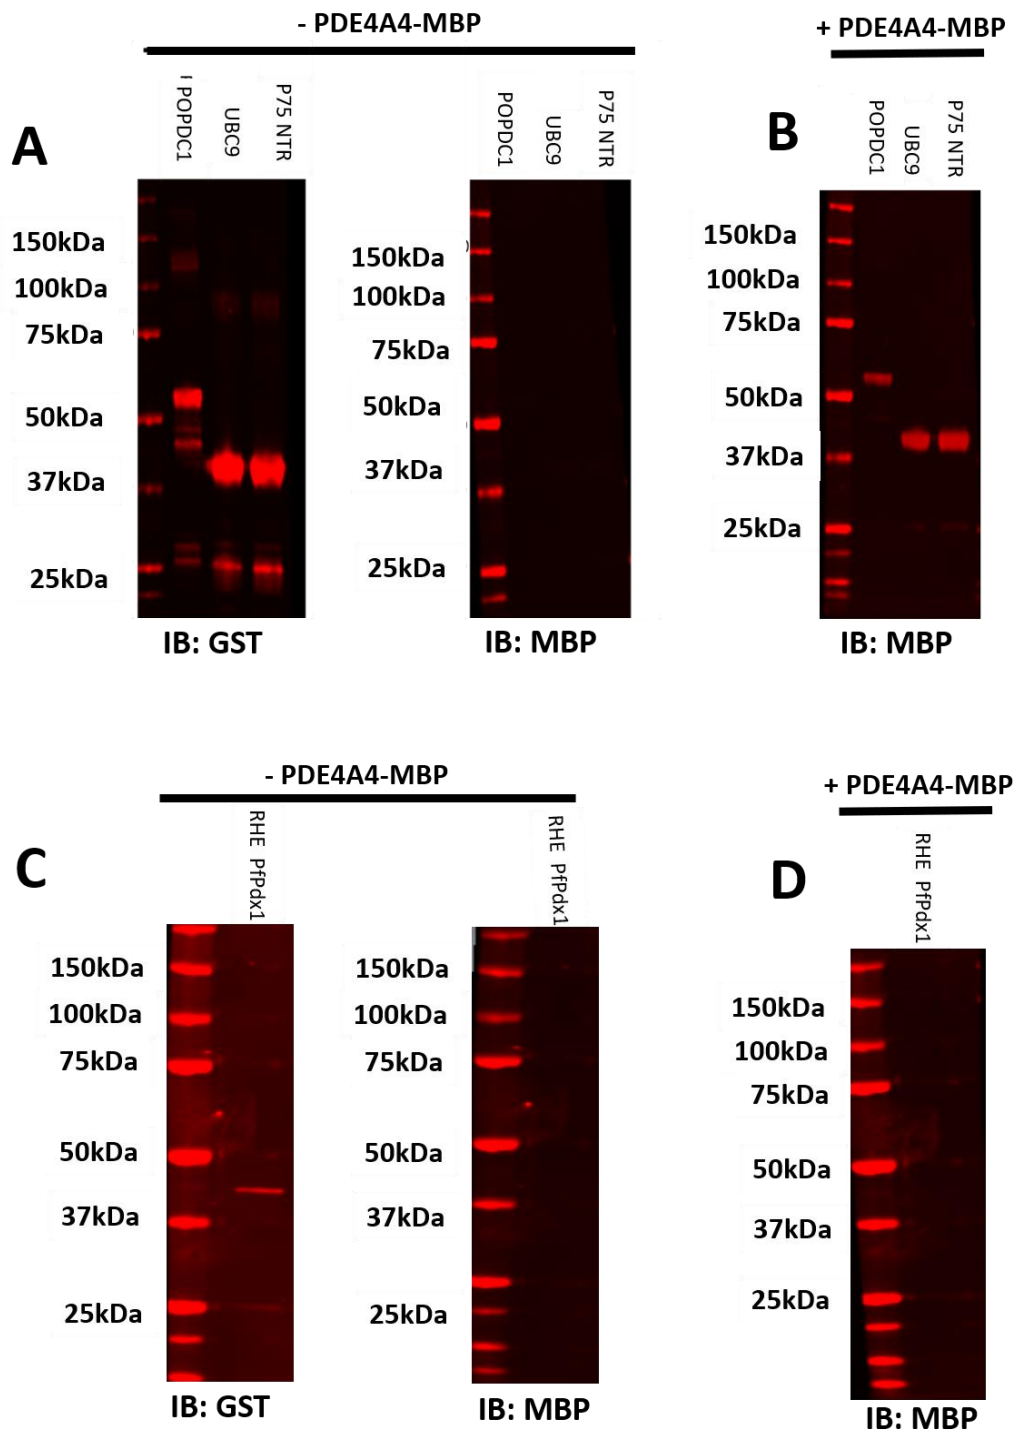 - PDE4A4-MBP
+ PDE4A4-MBP
A
POPDC1
UBC9
P75 NTR
POPDC1
UBC9
P75 NTR
B
POPDC1
UBC9
P75 NTR
150kDa
100kDa
75kDa
50kDa
37kDa
25kDa
IB: GST
150kDa
100kDa
75kDa
50kDa
37kDa
25kDa
IB: MBP
150kDa
100kDa
75kDa
50kDa
37kDa
25kDa
IB: MBP
- PDE4A4-MBP
+ PDE4A4-MBP
C
RHE PfPdx1
RHE PfPdx1
D
RHE PfPdx1
150kDa
100kDa
75kDa
50kDa
37kDa
25kDa
IB: GST
150kDa
100kDa
75kDa
50kDa
37kDa
25kDa
IB: MBP
150kDa
100kDa
75kDa
50kDa
37kDa
25kDa
IB: MBP